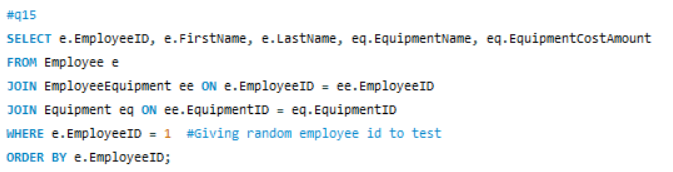 #q15
SELECT e.EmployeeID, e.FirstName, e.LastName, eq.EquipmentName, eq.EquipmentCostAmount
FROM Employee e
JOIN EmployeeEquipment ee ON e.EmployeeID = ee.EmployeeID
JOIN Equipment eq ON ee.EquipmentID = eq.EquipmentID
WHERE e.EmployeeID = 1  #Giving random employee id to test
ORDER BY e.EmployeeID;